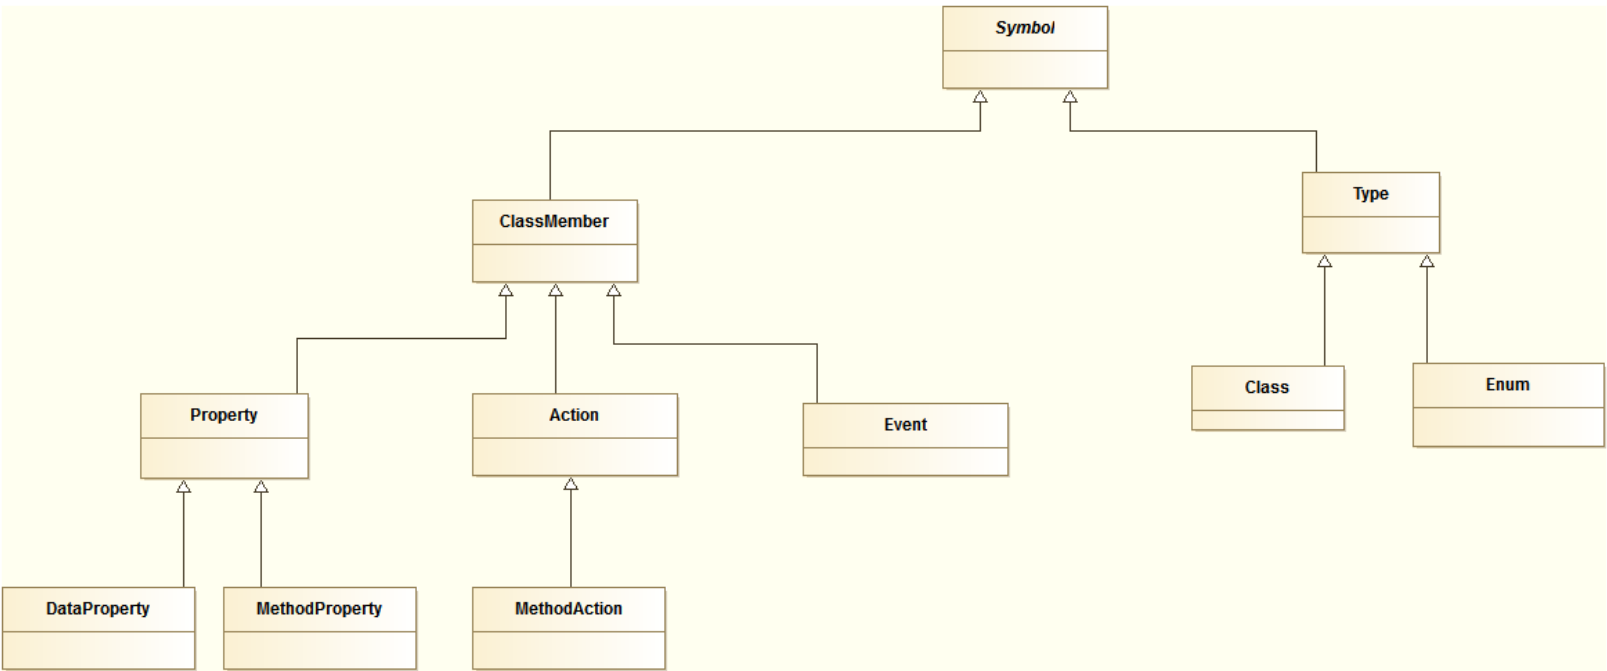 Symbol
Type
ClassMember
Class
Enum
Property
Action
Event
DataProperty
MethodProperty
MethodAction